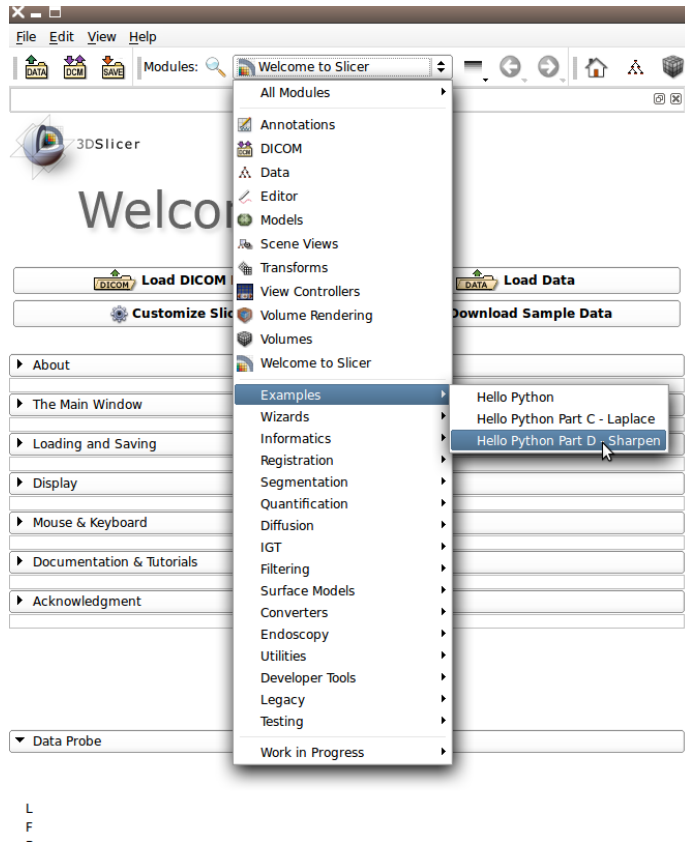 File Edit View Help
DATA DCM SAVE Modules: Welcome to Slicer
All Modules
3DSlicer
Annotations
DICOM
Data
Editor
Models
Scene Views
Transforms
View Controllers
Volume Rendering
Volumes
Welcome to Slicer
Welco
DICOM Load DICOM
DATA Load Data
Customize Slic
Download Sample Data
About
The Main Window
Loading and Saving
Display
Mouse & Keyboard
Documentation & Tutorials
Acknowledgment
Examples
Wizards
Informatics
Registration
Segmentation
Quantification
Diffusion
IGT
Filtering
Surface Models
Converters
Endoscopy
Utilities
Developer Tools
Legacy
Testing
Work in Progress
Hello Python
Hello Python Part C - Laplace
Hello Python Part D - Sharpen
Data Probe
L
F